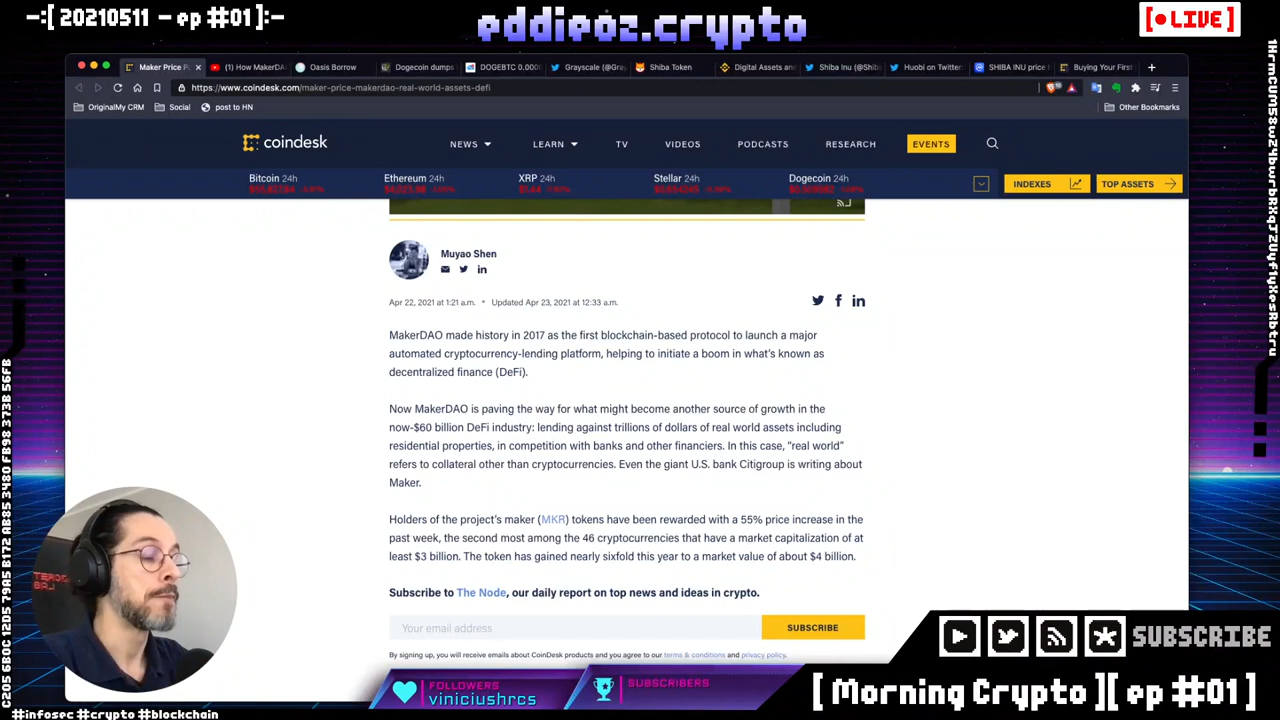 -:[ 20210511 - ep #01]:-
eddieoz.crypto
[•LIVE]
Maker Price P
(1) How MakerDA
Oasis Borrow
Dogecoin dumps
DOGEBTC 0.0000
Grayscale (@Gray
Shiba Token
Digital Assets and
Shiba Inu (@Shib
Huobi on Twitter:
SHIBA INU price t
Buying Your First
https://www.coindesk.com/maker-price-makerdao-real-world-assets-defi
OriginalMy CRM
Social
post to HN
Other Bookmarks
coindesk
NEWS
LEARN
TV
VIDEOS
PODCASTS
RESEARCH
EVENTS
Bitcoin 24h
Ethereum 24h
XRP 24h
Stellar 24h
Dogecoin 24h
INDEXES
TOP ASSETS
Muyao Shen
Apr 22, 2021 at 1:21 a.m. • Updated Apr 23, 2021 at 12:33 a.m.
MakerDAO made history in 2017 as the first blockchain-based protocol to launch a major
automated cryptocurrency-lending platform, helping to initiate a boom in what's known as
decentralized finance (DeFi).
Now MakerDAO is paving the way for what might become another source of growth in the
now-$60 billion DeFi industry: lending against trillions of dollars of real world assets including
residential properties, in competition with banks and other financiers. In this case, "real world"
refers to collateral other than cryptocurrencies. Even the giant U.S. bank Citigroup is writing about
Maker.
Holders of the project's maker (MKR) tokens have been rewarded with a 55% price increase in the
past week, the second most among the 46 cryptocurrencies that have a market capitalization of at
least $3 billion. The token has gained nearly sixfold this year to a market value of about $4 billion.
Subscribe to The Node, our daily report on top news and ideas in crypto.
Your email address
SUBSCRIBE
By signing up, you will receive emails about CoinDesk products and you agree to our terms & conditions and privacy policy.
SUBSCRIBE
FOLLOWERS
viniciushrcs
SUBSCRIBERS
[Morning Crypto][ep #01]
#infosec #crypto #blockchain